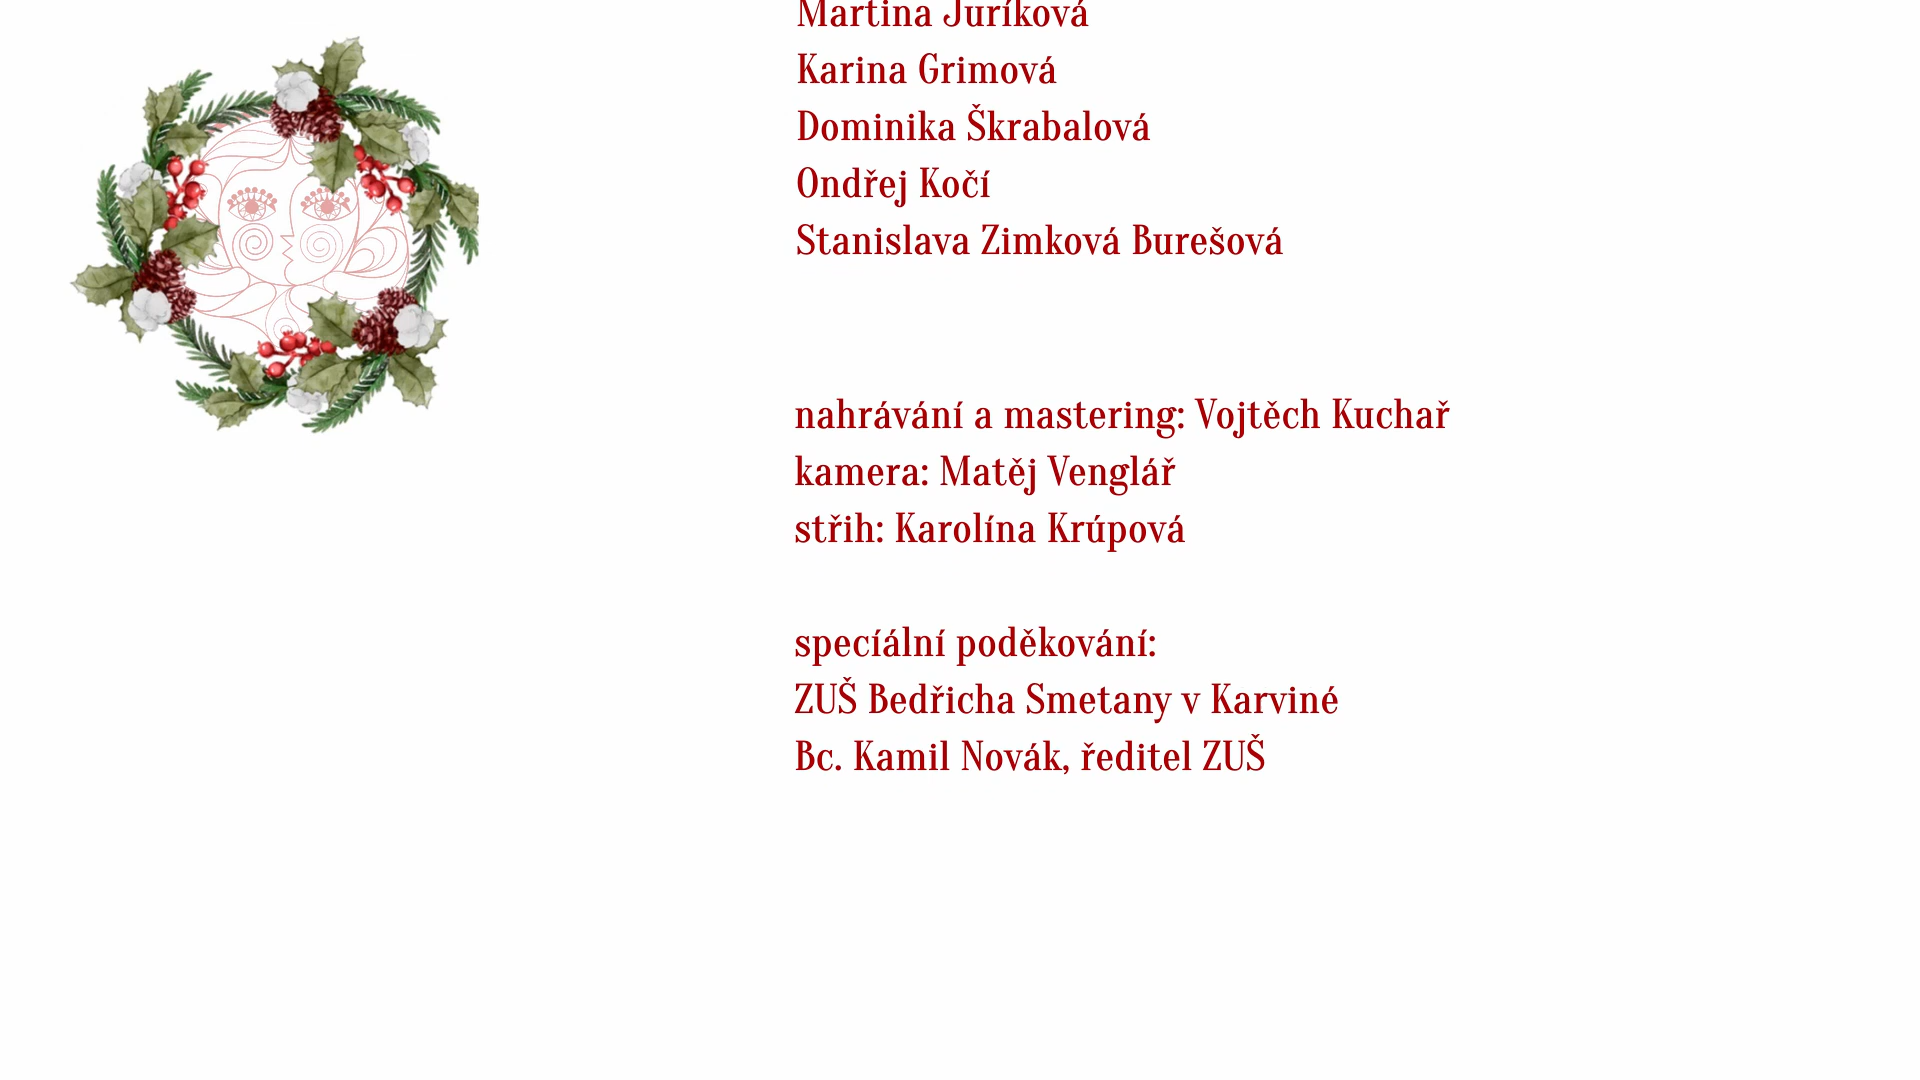 Martina Juríková
Karina Grimová
Dominika Škrabalová
Ondřej Kočí
Stanislava Zimková Burešová
nahrávání a mastering: Vojtěch Kuchař
kamera: Matěj Venglář
střih: Karolína Krúpová
specíální poděkování:
ZUŠ Bedřicha Smetany v Karviné
Bc. Kamil Novák, ředitel ZUŠ